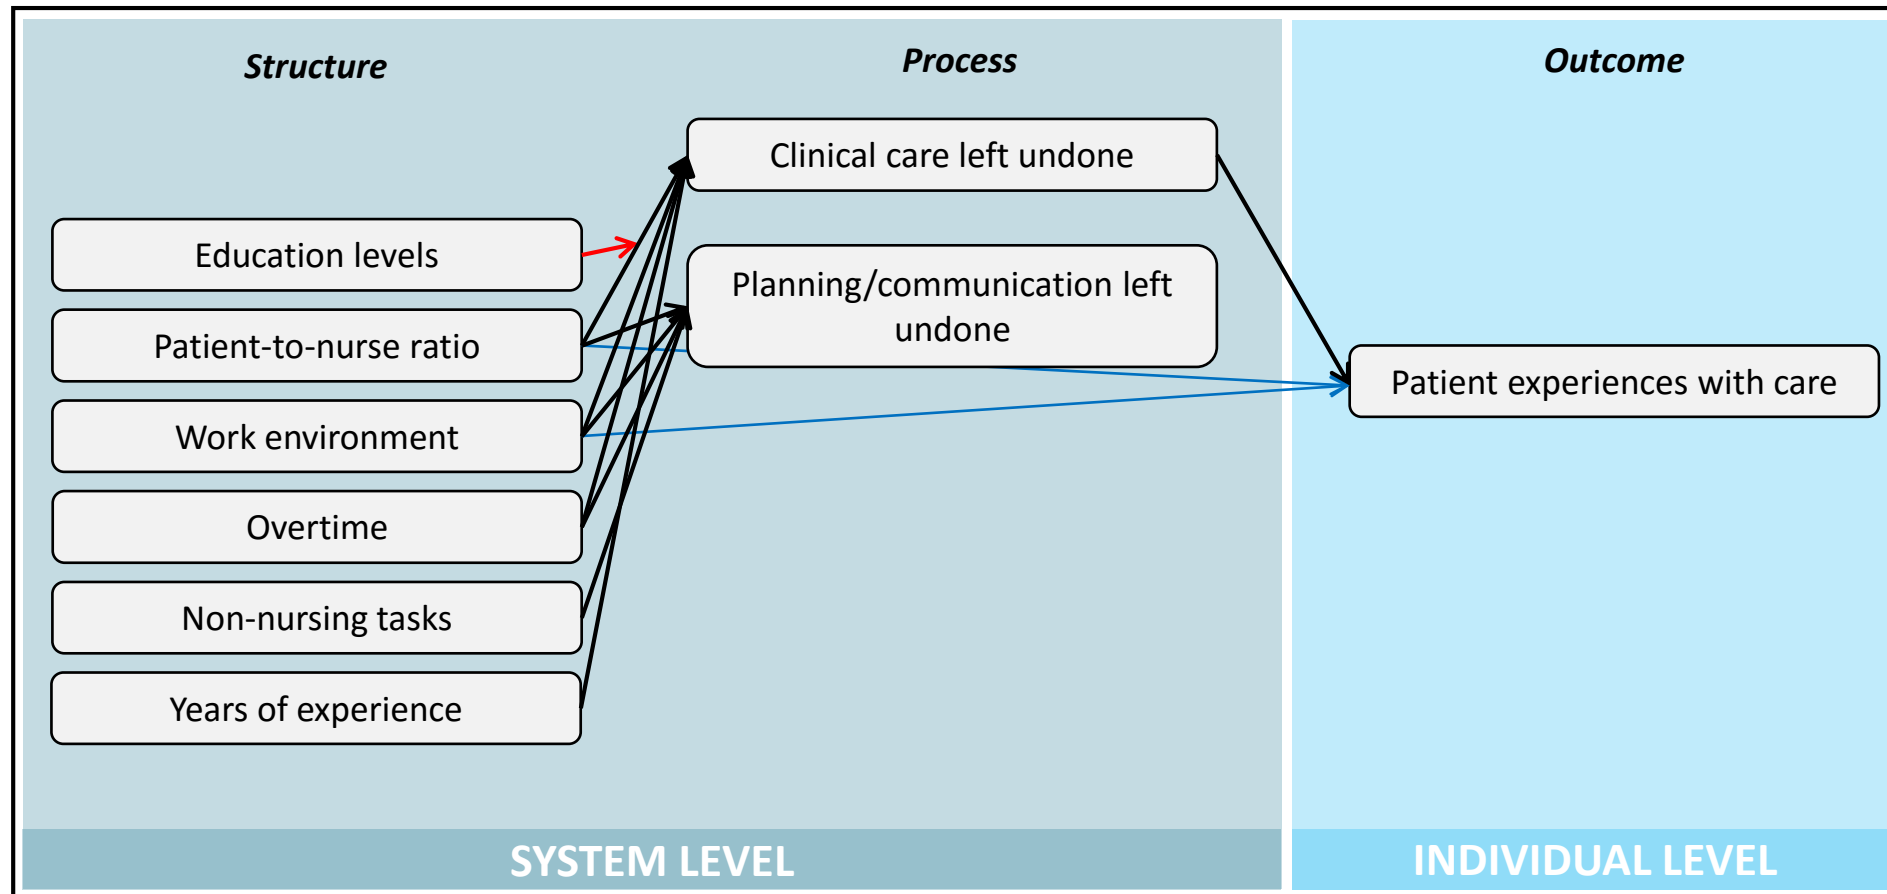 Structure
Process
Outcome
Clinical care left undone
Education levels
Planning/communication left
undone
Patient-to-nurse ratio
Patient experiences with care
Work environment
Overtime
Non-nursing tasks
Years of experience
SYSTEM LEVEL
INDIVIDUAL LEVEL